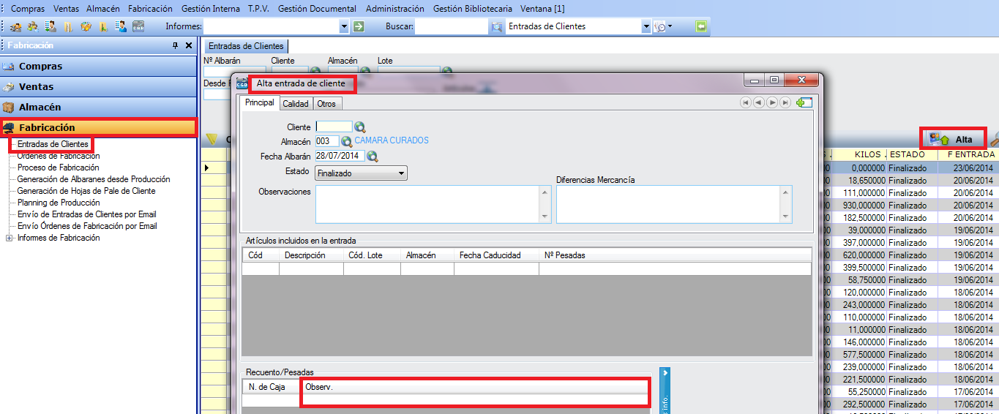 Compras Ventas Almacén Fabricación Gestión Interna T.P.V. Gestión Documental Administración Gestión Bibliotecaria Ventana [1]
Informes: Buscar: Entradas de Clientes
Fabricación
Compras
Ventas
Almacén
Fabricación
Entradas de Clientes
Órdenes de Fabricación
Proceso de Fabricación
Generación de Albaranes desde Producción
Generación de Hojas de Pale de Cliente
Planning de Producción
Envío de Entradas de Clientes por Email
Envío Órdenes de Fabricación por Email
Informes de Fabricación
Entradas de Clientes
Nº Albarán Cliente Almacén Lote
Alta entrada de cliente
Principal Calidad Otros
Cliente
Almacén 003 CAMARA CURADOS
Fecha Albarán 28/07/2014
Estado Finalizado
Observaciones
Diferencias Mercancía
Artículos incluidos en la entrada
Cód Descripción Cód. Lote Almacén Fecha Caducidad Nº Pesadas
Recuento/Pesadas
N. de Caja Observ.
Alta
KILOS ESTADO F ENTRADA
0,000000 Finalizado 23/06/2014
18,650000 Finalizado 20/06/2014
111,000000 Finalizado 20/06/2014
930,000000 Finalizado 20/06/2014
182,500000 Finalizado 20/06/2014
39,000000 Finalizado 19/06/2014
397,000000 Finalizado 19/06/2014
620,000000 Finalizado 19/06/2014
399,500000 Finalizado 19/06/2014
58,750000 Finalizado 19/06/2014
120,000000 Finalizado 18/06/2014
243,000000 Finalizado 18/06/2014
110,000000 Finalizado 18/06/2014
11,000000 Finalizado 18/06/2014
146,000000 Finalizado 18/06/2014
577,500000 Finalizado 18/06/2014
239,000000 Finalizado 18/06/2014
221,500000 Finalizado 18/06/2014
55,250000 Finalizado 17/06/2014
292,500000 Finalizado 17/06/2014